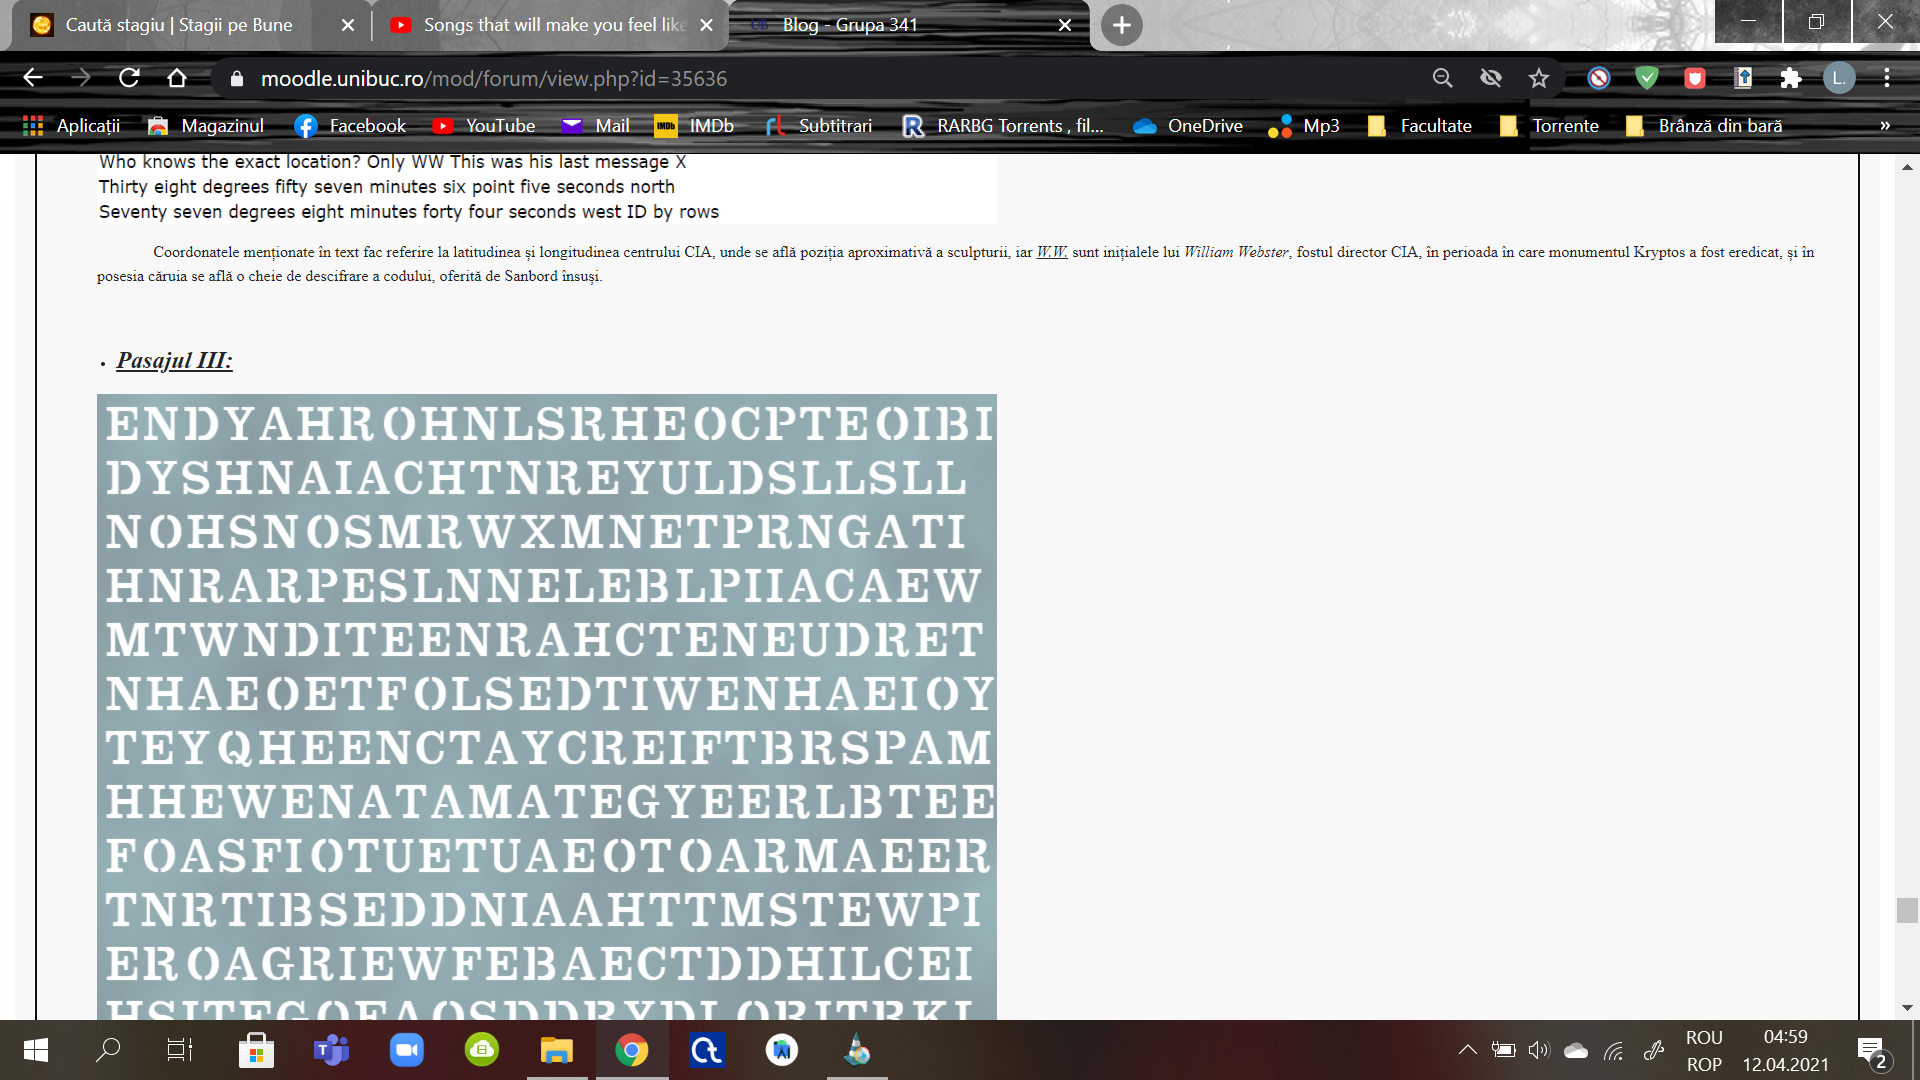 Caută stagiu | Stagii pe Bune
Songs that will make you feel like
Blog - Grupa 341
moodle.unibuc.ro/mod/forum/view.php?id=35636
L.
Aplicații Magazinul Facebook YouTube Mail IMDb Subtitrari RARBG Torrents , fil... OneDrive Mp3 Facultate Torrente Brânză din bară »
Who knows the exact location? Only WW This was his last message X
Thirty eight degrees fifty seven minutes six point five seconds north
Seventy seven degrees eight minutes forty four seconds west ID by rows
Coordonatele menționate în text fac referire la latitudinea și longitudinea centrului CIA, unde se află poziția aproximativă a sculpturii, iar W.W. sunt inițialele lui William Webster, fostul director CIA, în perioada în care monumentul Kryptos a fost eredicat, și în
posesia căruia se află o cheie de descifrare a codului, oferită de Sanbord însuși.
• Pasajul III:
ENDYAHROHNLSRHEOCPTEOIBI
DYSHNAIACHTNREYULDSLLSLL
NOHSNOSMRWXMNETPRNGATI
HNRARPESLNNELEBLPIIACAEW
MTWNDITEENRAHCTENEUDRET
NHAEOETFOLSEDTIWENHAEIOY
TEYQHEENCTAYCREIFTBRSPAM
HHEWENATAMATEGYEERLBTEE
FOASFIOTUETUAEOTOARMAEER
TNRTIBSEDDNIAAHTTMSTEWPI
EROAGRIEWFEBAECTDDHILCEI
HSITEGOEAOSDDRYDLORITRKL
ROU 04:59
ROP 12.04.2021
2